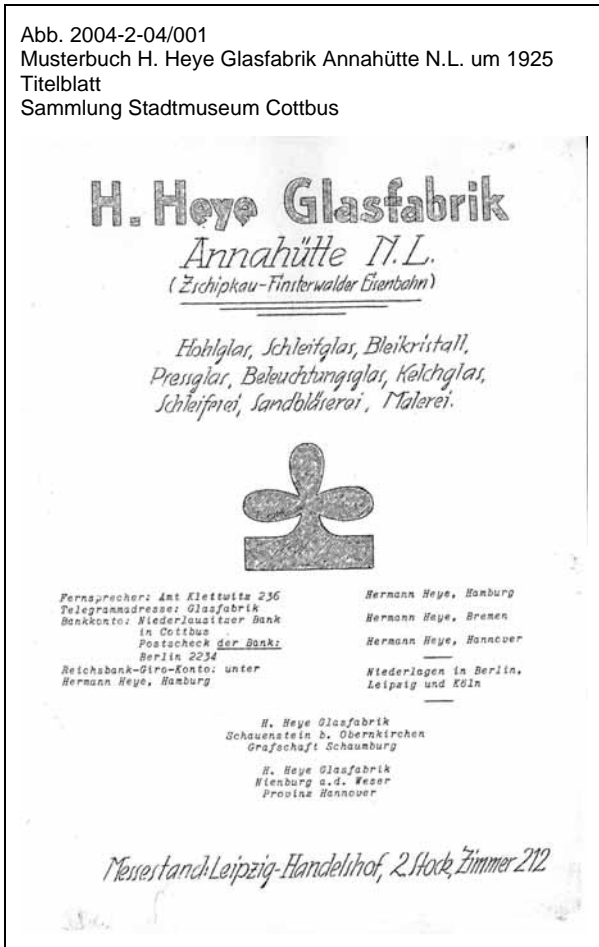 Abb. 2004-2-04/001
Musterbuch H. Heye Glasfabrik Annahütte N.L. um 1925
Titelblatt
Sammlung Stadtmuseum Cottbus
H. Heye Glasfabrik
Annahütte N.L.
(Zschipkau-Finsterwalder Eisenbahn)
Hohlglas, Schleifglas, Bleikristall,
Pressglas, Beleuchtungsglas, Kelchglas,
Schleiferei, Sandbläserei, Malerei.
Fernsprecher: Amt Klettwitz 236
Telegrammadresse: Glasfabrik
Bankkonto: Niederlausitzer Bank
in Cottbus
Postscheck der Bank:
Berlin 2234
Reichsbank-Giro-Konto: unter
Hermann Heye, Hamburg
Hermann Heye, Hamburg
Hermann Heye, Bremen
Hermann Heye, Hannover
Niederlagen in Berlin,
Leipzig und Köln
H. Heye Glasfabrik
Schauenstein b. Obernkirchen
Grafschaft Schaumburg
H. Heye Glasfabrik
Nienburg a.d. Weser
Provinz Hannover
Messestand: Leipzig-Handelshof, 2 Stock, Zimmer 212